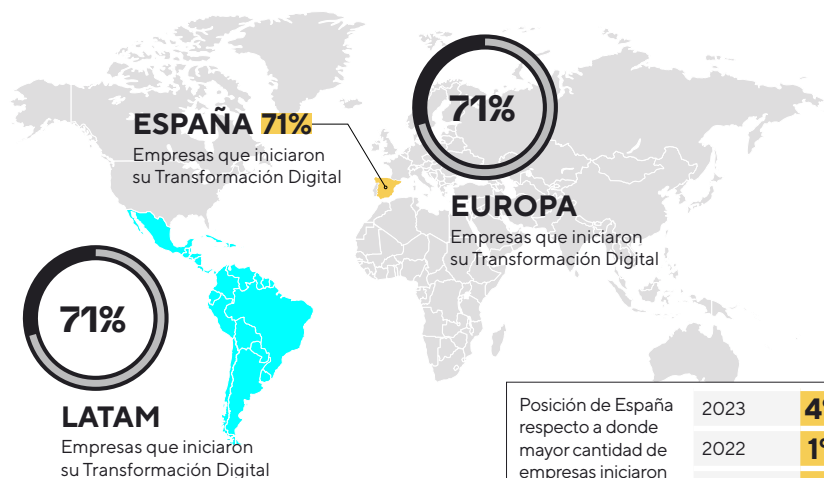 71%
ESPAÑA 71%
Empresas que iniciaron
su Transformación Digital
EUROPA
Empresas que iniciaron
su Transformación Digital
71%
LATAM
Empresas que iniciaron
su Transformación Digital
Posición de España
respecto a donde
mayor cantidad de
empresas iniciaron
2023
2022